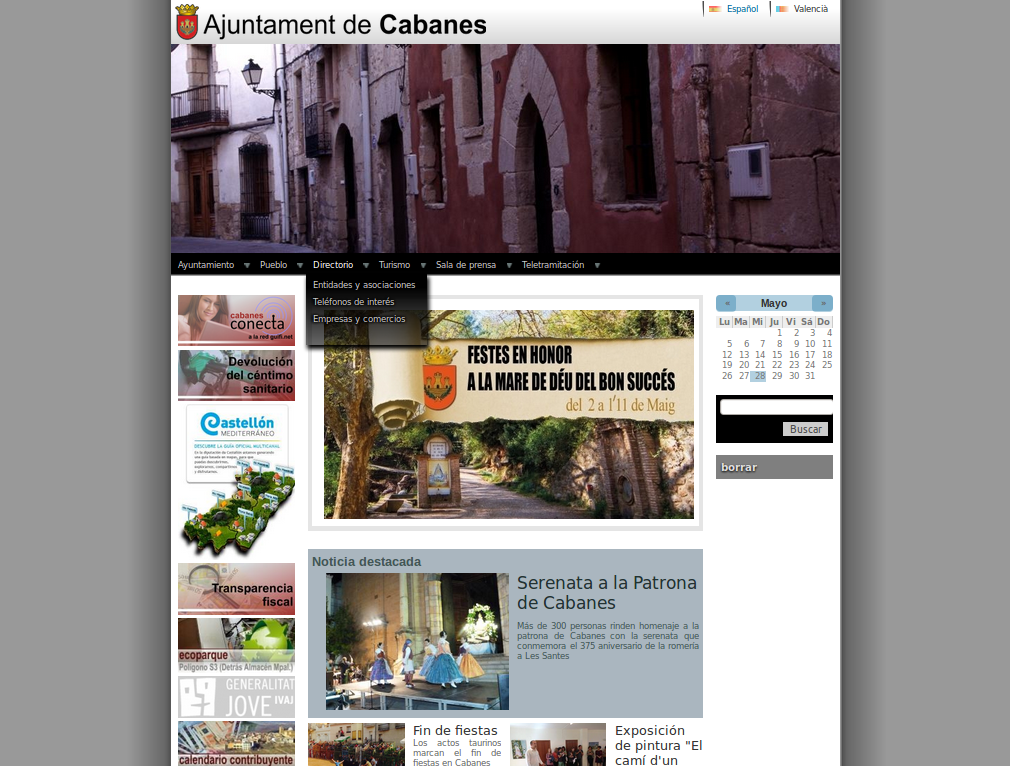 Ajuntament de Cabanes
Español
Valencià
Ayuntamiento
Pueblo
Directorio
Turismo
Sala de prensa
Teletramitación
Entidades y asociaciones
Teléfonos de interés
Empresas y comercios
cabanes
conecta
a la red guifi.net
Devolución
del céntimo
sanitario
Castellón
MEDITERRÁNEO
DESCUBRE LA GUÍA OFICIAL MULTICANAL
Transparencia
fiscal
ecoparque
Polígono S3 (Detrás Almacén Mpal.)
GENERALITAT
JOVE IVAJ
calendario contribuyente
FESTES EN HONOR
A LA MARE DE DÉU DEL BON SUCCÉS
del 2 a l'11 de Maig
Noticia destacada
Serenata a la Patrona
de Cabanes
Más de 300 personas rinden homenaje a la
patrona de Cabanes con la serenata que
conmemora el 375 aniversario de la romería
a Les Santes
Fin de fiestas
Los actos taurinos
marcan el fin de
fiestas en Cabanes
Exposición
de pintura "El
camí d'un
« Mayo »
Lu Ma Mi Ju Vi Sá Do
1 2 3 4
5 6 7 8 9 10 11
12 13 14 15 16 17 18
19 20 21 22 23 24 25
26 27 28 29 30 31
Buscar
borrar